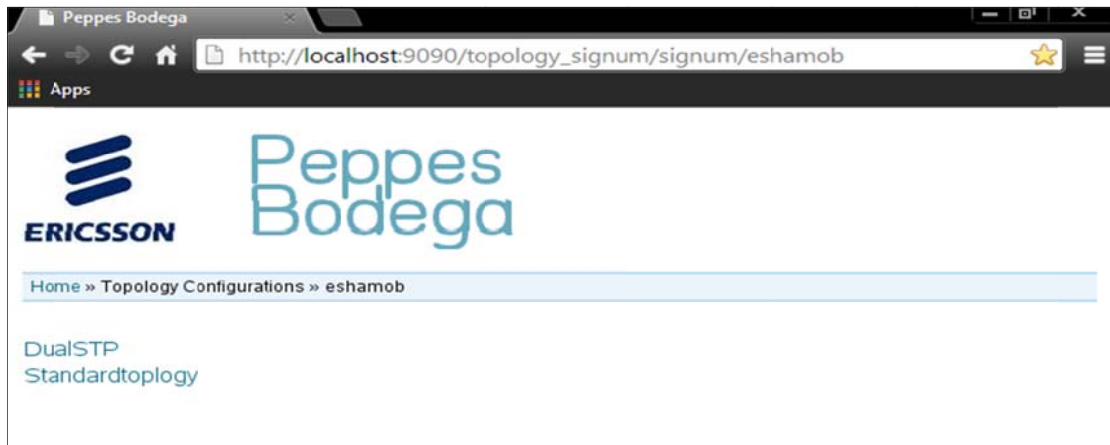 Peppes Bodega
http://localhost:9090/topology_signum/signum/eshamob
Apps
ERICSSON
Peppes
Bodega
Home » Topology Configurations » eshamob
DualSTP
Standardtoplogy